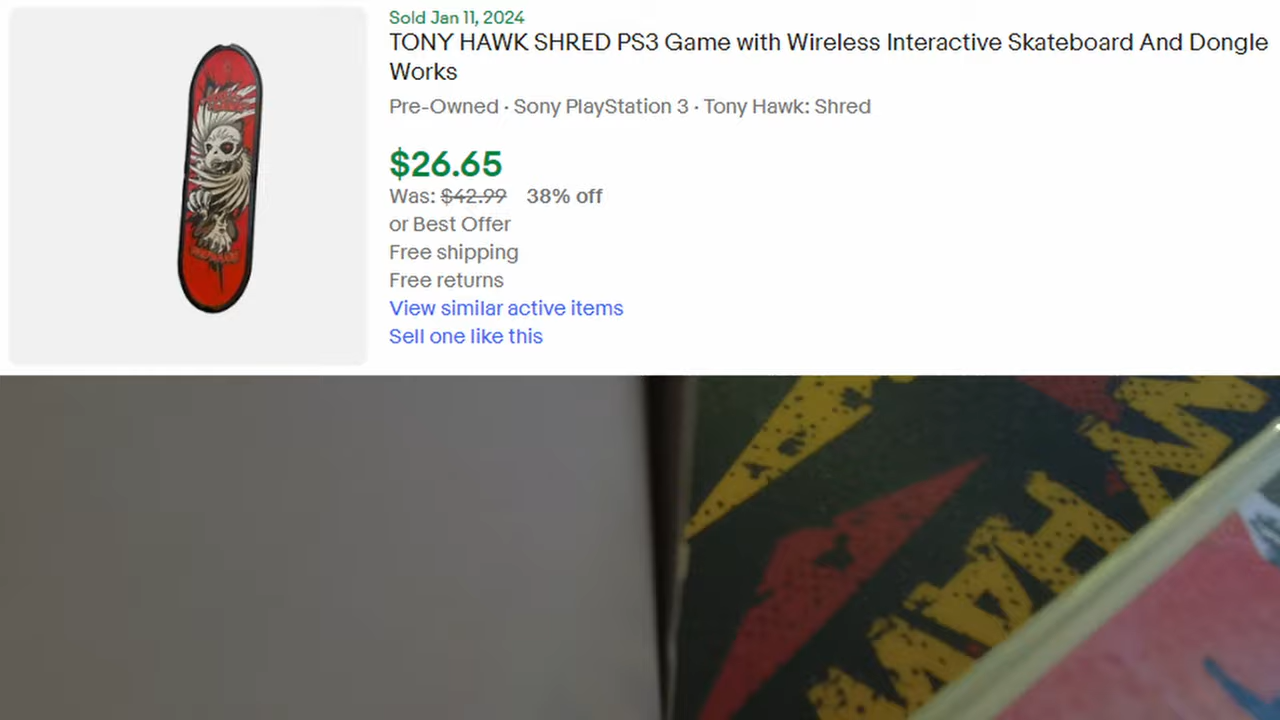 Sold Jan 11, 2024
TONY HAWK SHRED PS3 Game with Wireless Interactive Skateboard And Dongle
Works
Pre-Owned · Sony PlayStation 3 · Tony Hawk: Shred
$26.65
Was: $42.99 38% off
or Best Offer
Free shipping
Free returns
View similar active items
Sell one like this
HAW